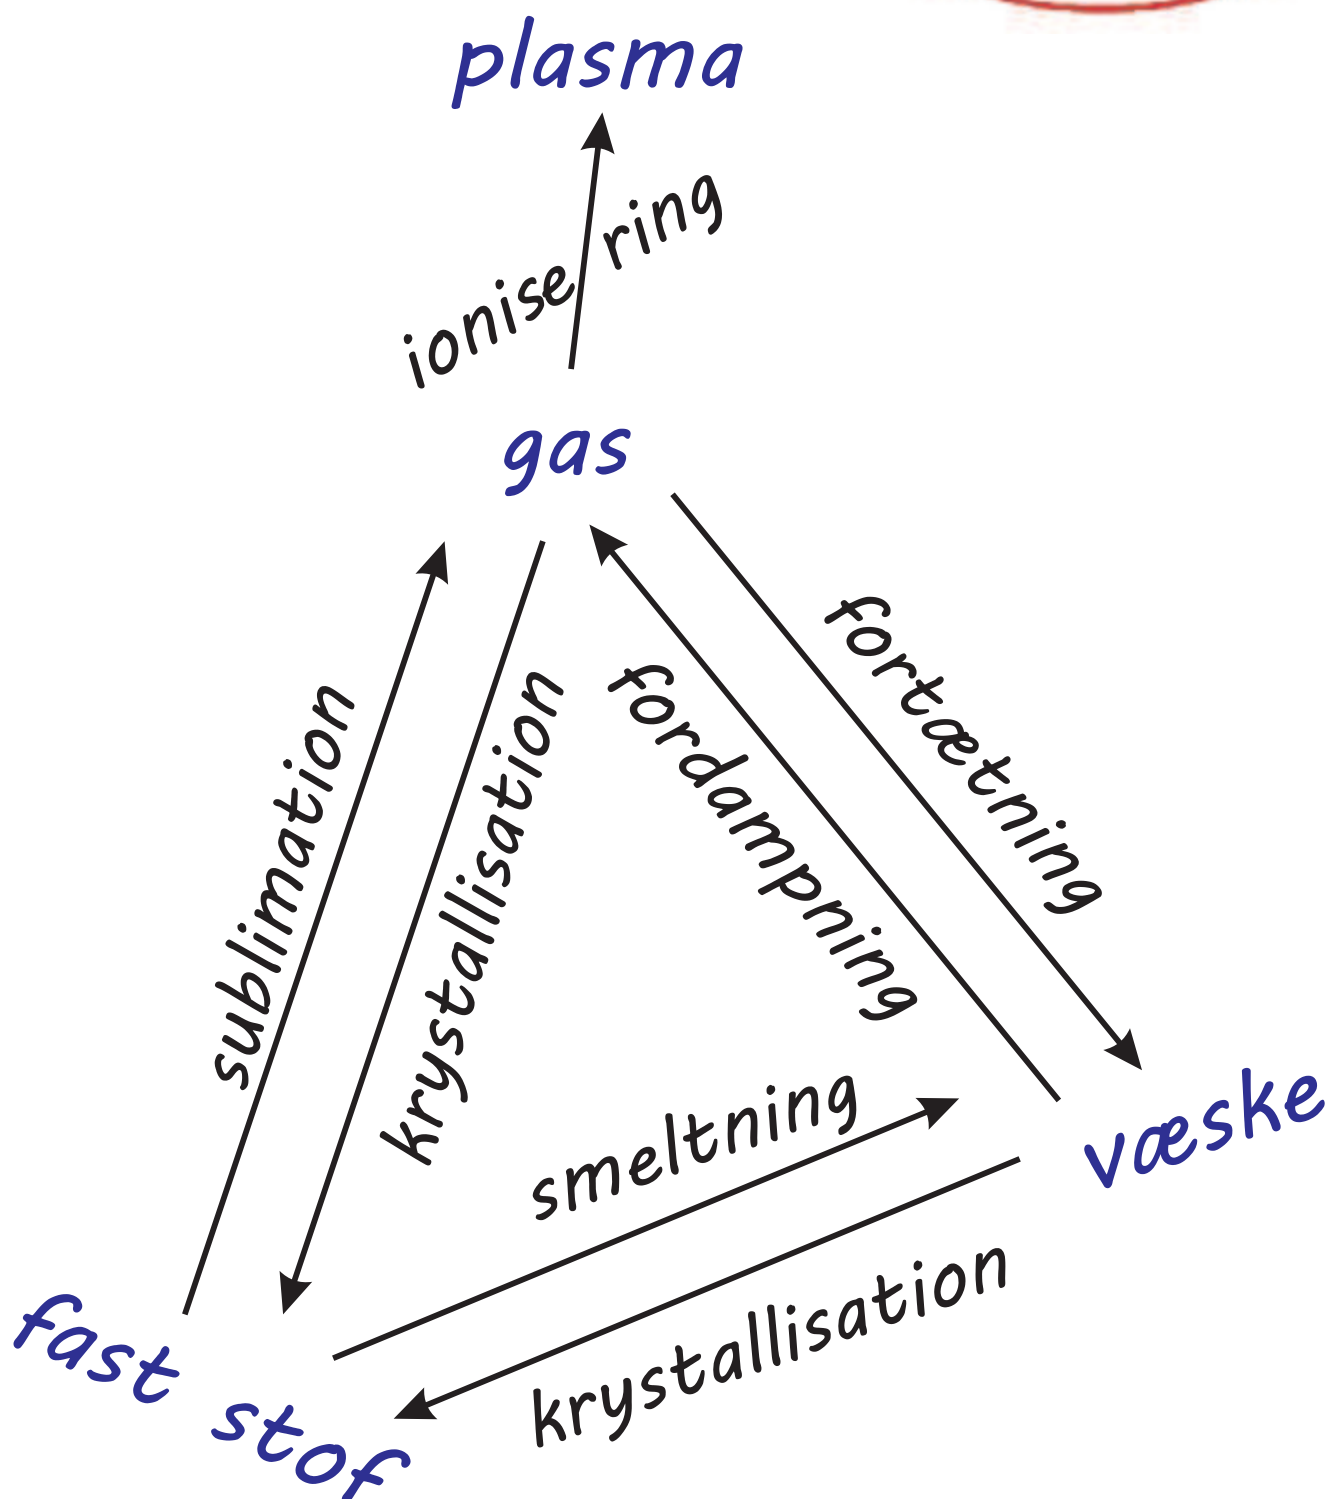 plasma
ionisering
gas
sublimation
krystallisation
fordampning
fortætning
smeltning
væske
krystallisation
fast stof